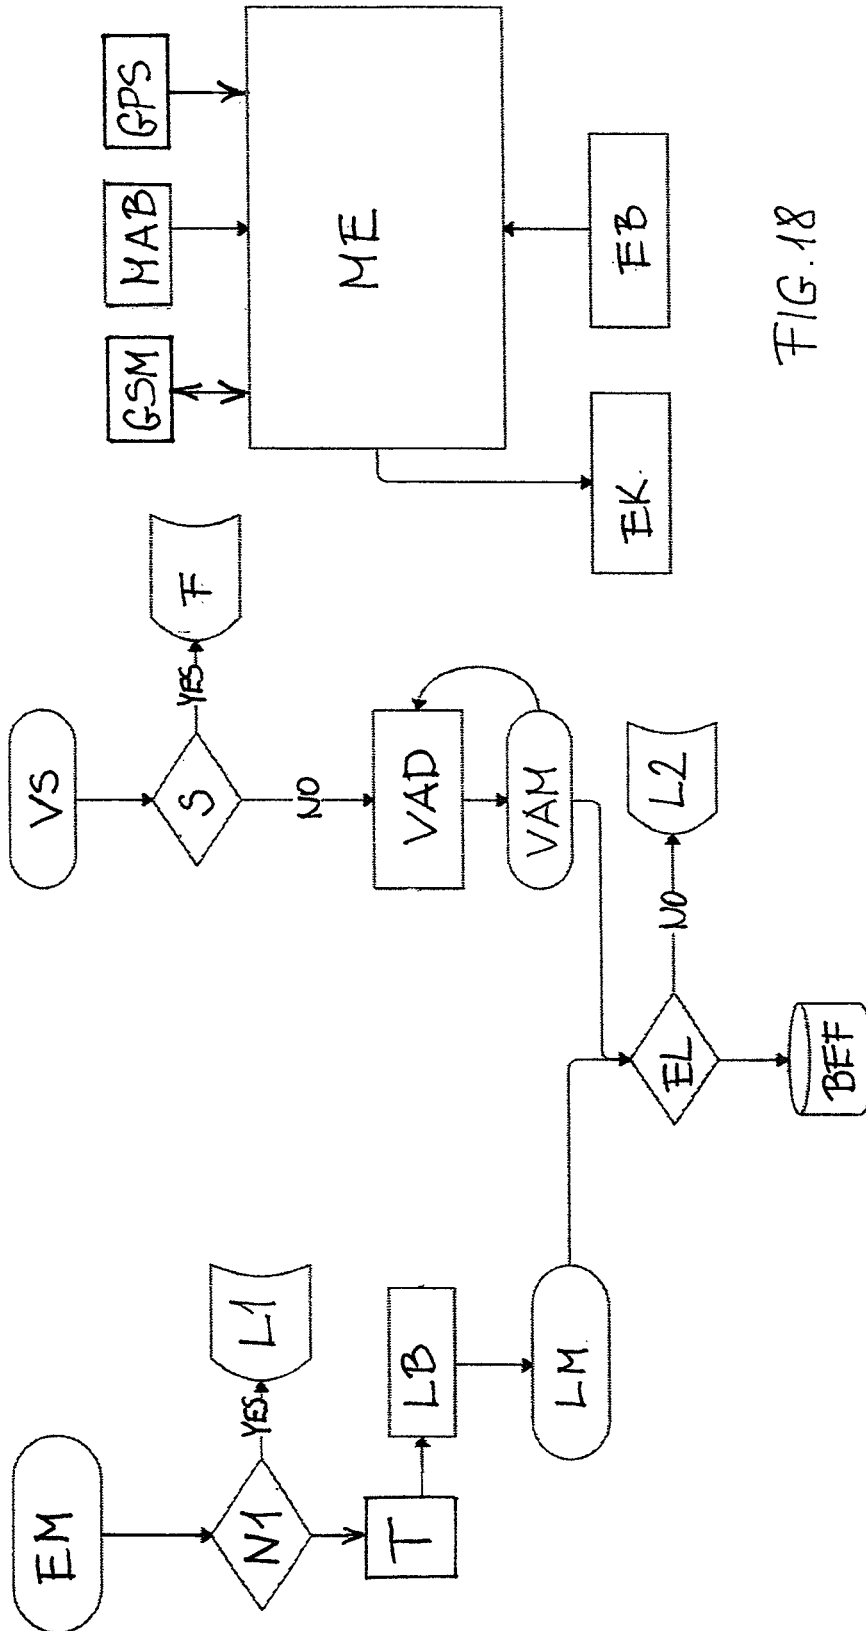 EM
N1
YES
L1
T
LB
LM
VS
S
YES
F
NO
VAD
VAM
EL
NO
L2
BEF
GSM
MAB
GPS
ME
EK.
EB
FIG.18